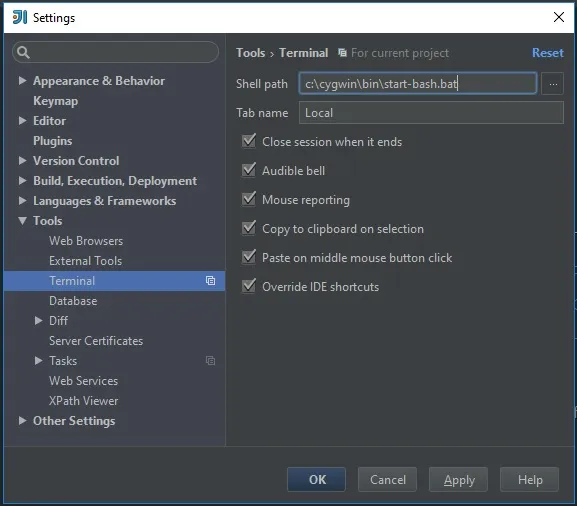 Settings
Tools › Terminal For current project Reset
Appearance & Behavior
Keymap
Editor
Plugins
Version Control
Build, Execution, Deployment
Languages & Frameworks
Tools
Web Browsers
External Tools
Terminal
Database
Diff
Server Certificates
Tasks
Web Services
XPath Viewer
Other Settings
Shell path c:\cygwin\bin\start-bash.bat ...
Tab name Local
Close session when it ends
Audible bell
Mouse reporting
Copy to clipboard on selection
Paste on middle mouse button click
Override IDE shortcuts
OK Cancel Apply Help